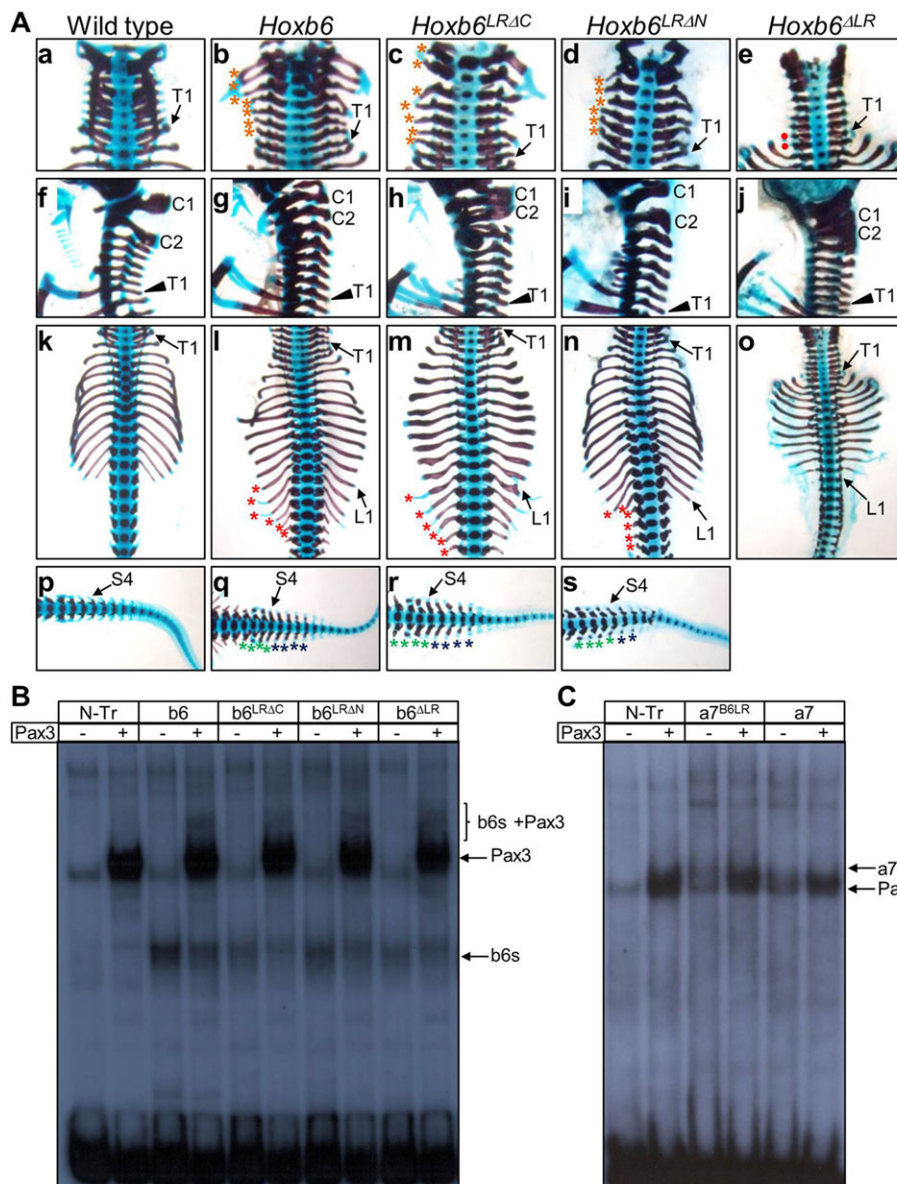 A Wild type Hoxb6 Hoxb6LRΔC Hoxb6LRΔN Hoxb6ΔLR
a T1
b T1
c T1
d T1
e T1
f C1 C2 T1
g C1 C2 T1
h C1 C2 T1
i C1 C2 T1
j C1 C2 T1
k T1
l T1 L1
m T1 L1
n T1 L1
o T1 L1
p S4
q S4
r S4
s S4
B
N-Tr b6 b6LRΔC b6LRΔN b6ΔLR
Pax3 - + - + - + - + - +
b6s +Pax3
Pax3
b6s
C
N-Tr a7B6LR a7
Pax3 - + - + - +
a7
Pa